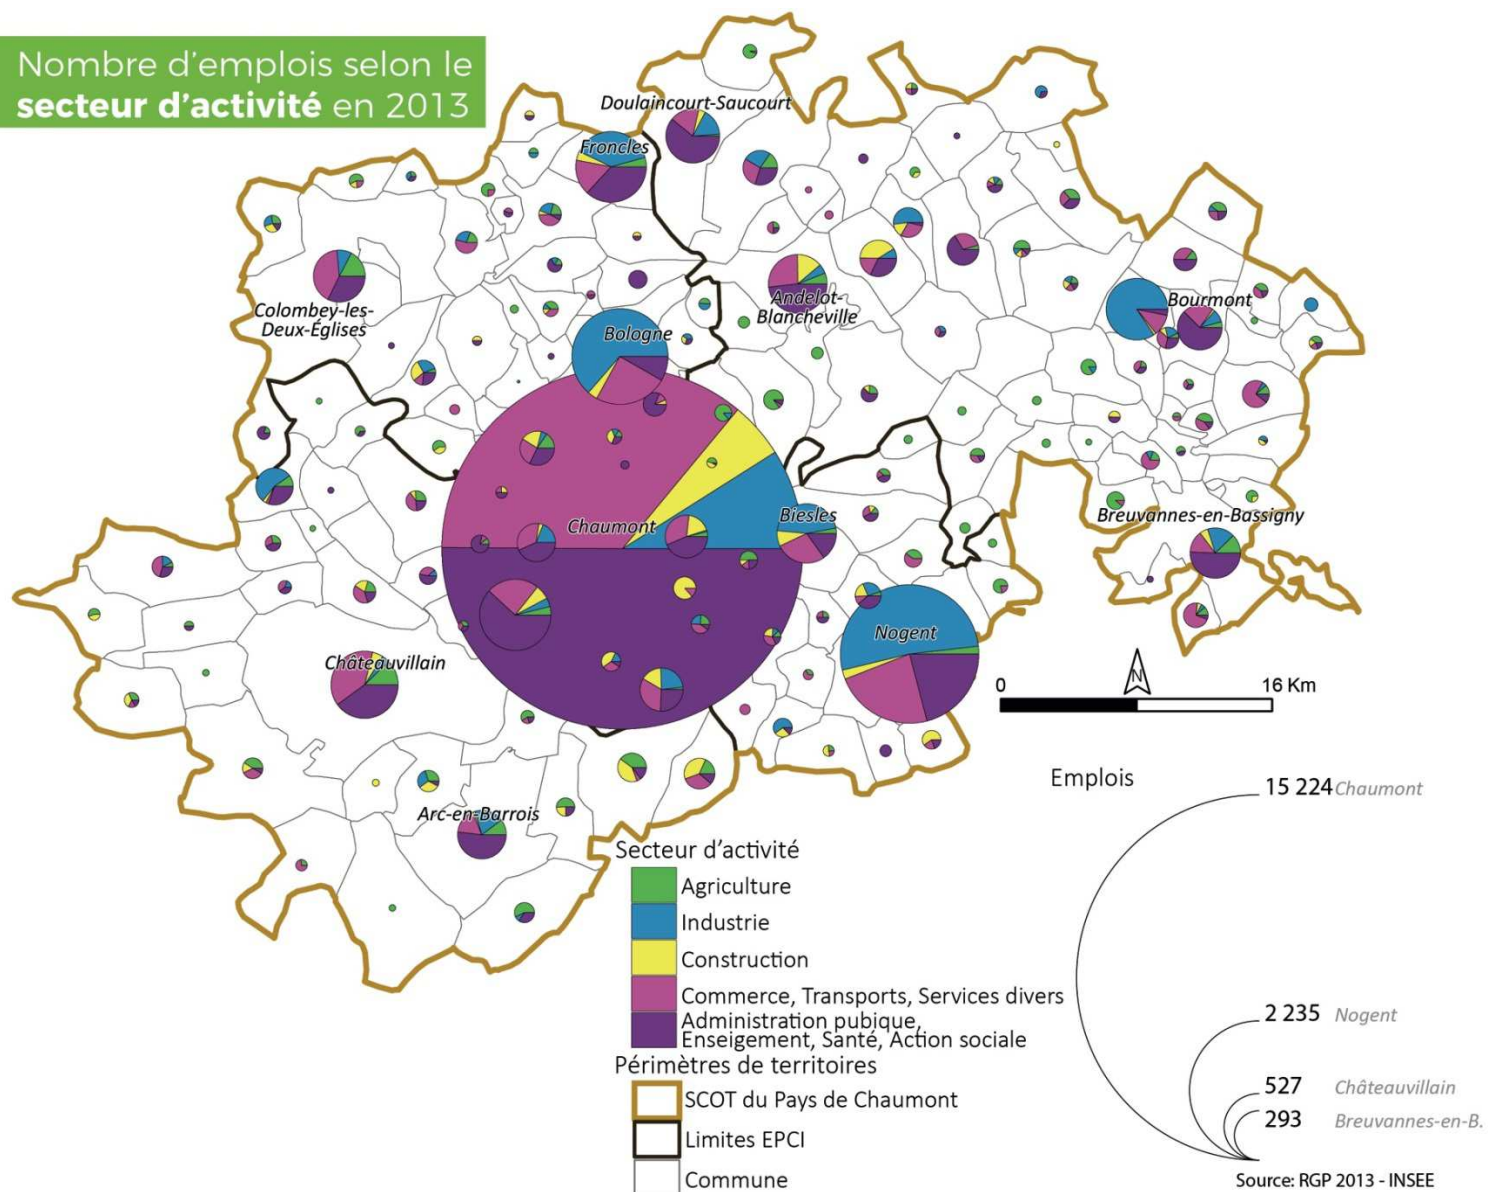 Nombre d'emplois selon le
secteur d'activité en 2013
Doulaincourt-Saucourt
Froncles
Colombey-les-
Deux-Églises
Andelot-
Blancheville
Bourmont
Bologne
Chaumont
Biesles
Breuvannes-en-Bassigny
Nogent
Châteauvillain
Arc-en-Barrois
N
0 16 Km
Emplois
15 224 Chaumont
2 235 Nogent
527 Châteauvillain
293 Breuvannes-en-B.
Secteur d'activité
Agriculture
Industrie
Construction
Commerce, Transports, Services divers
Administration pubique,
Enseigement, Santé, Action sociale
Périmètres de territoires
SCOT du Pays de Chaumont
Limites EPCI
Commune
Source: RGP 2013 - INSEE